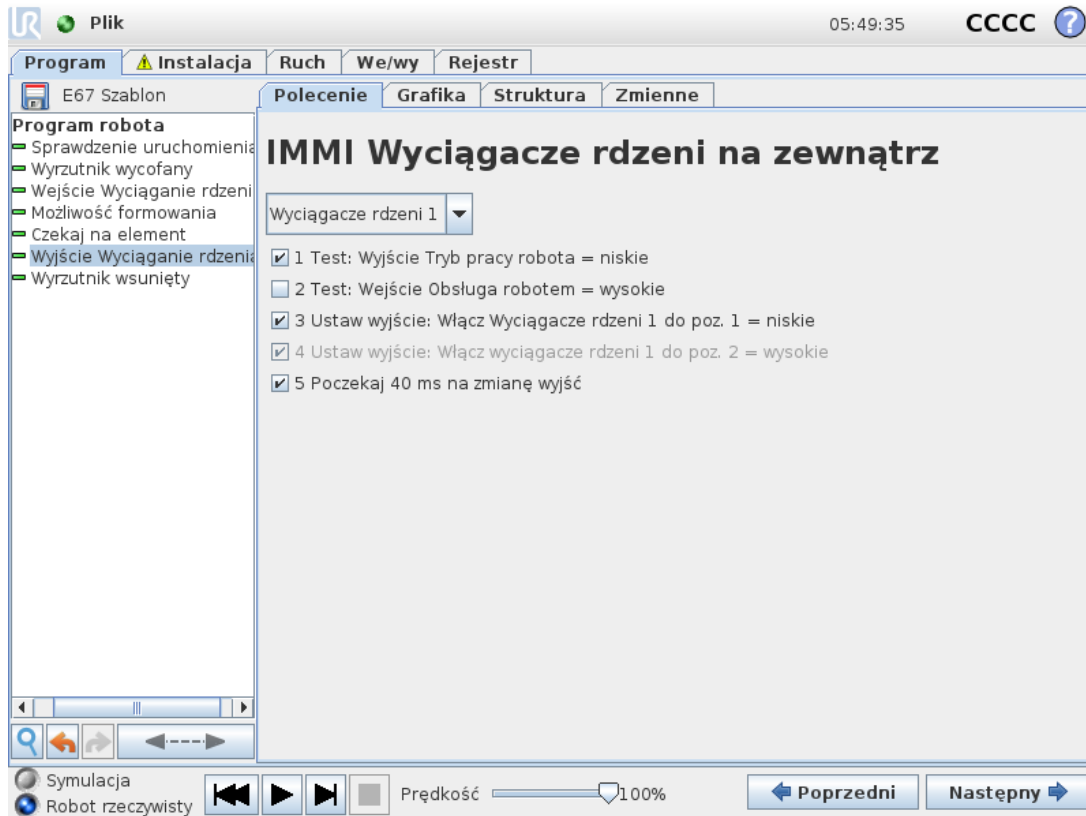 UR Plik 05:49:35 CCCC ?
Program Instalacja Ruch We/wy Rejestr
E67 Szablon
Polecenie Grafika Struktura Zmienne
Program robota
Sprawdzenie uruchomienia
Wyrzutnik wycofany
Wejście Wyciąganie rdzeni
Możliwość formowania
Czekaj na element
Wyjście Wyciąganie rdzenia
Wyrzutnik wsunięty
IMMI Wyciągacze rdzeni na zewnątrz
Wyciągacze rdzeni 1
1 Test: Wyjście Tryb pracy robota = niskie
2 Test: Wejście Obsługa robotem = wysokie
3 Ustaw wyjście: Włącz Wyciągacze rdzeni 1 do poz. 1 = niskie
4 Ustaw wyjście: Włącz wyciągacze rdzeni 1 do poz. 2 = wysokie
5 Poczekaj 40 ms na zmianę wyjść
Symulacja
Robot rzeczywisty
Prędkość 100%
Poprzedni
Następny